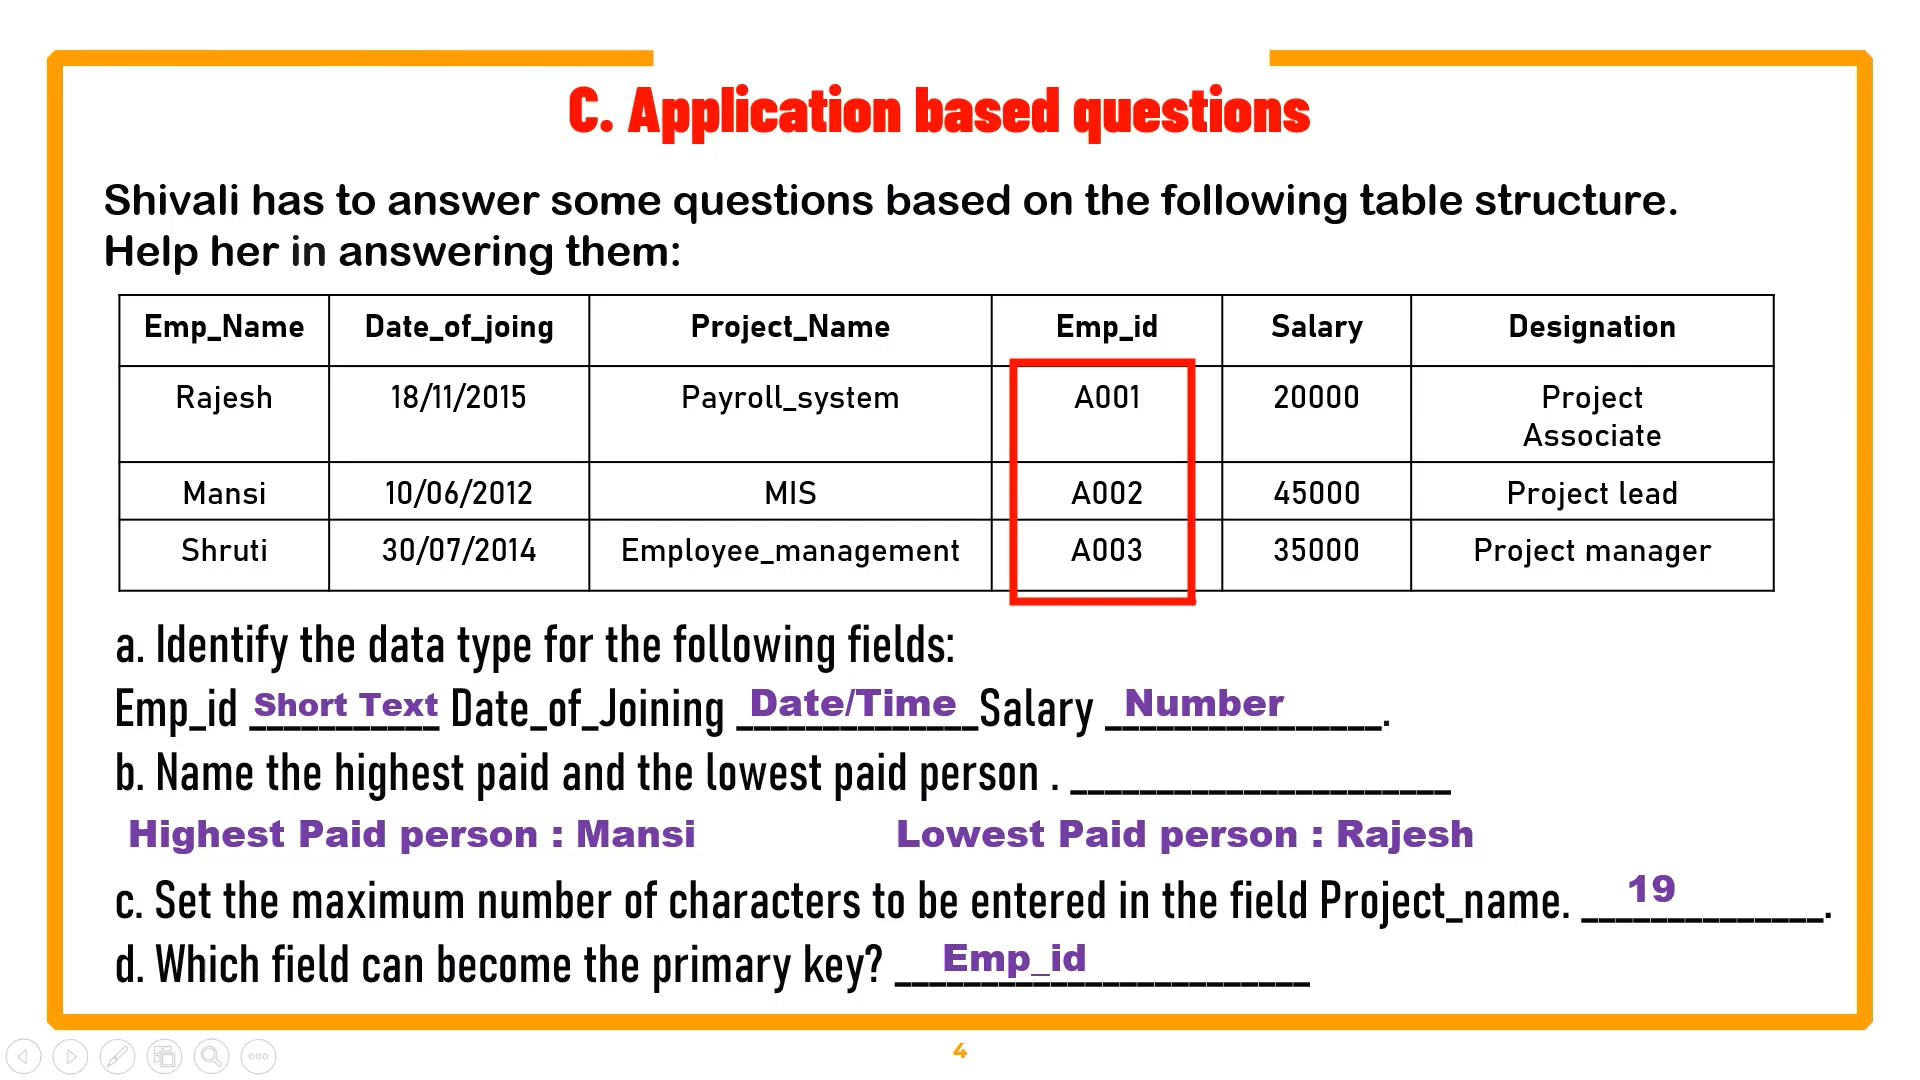 C. Application based questions
Shivali has to answer some questions based on the following table structure.
Help her in answering them:
Emp_Name Date_of_joing Project_Name Emp_id Salary Designation
Rajesh 18/11/2015 Payroll_system A001 20000 Project
Associate
Mansi 10/06/2012 MIS A002 45000 Project lead
Shruti 30/07/2014 Employee_management A003 35000 Project manager
a. Identify the data type for the following fields:
Emp_id Short Text Date_of_Joining Date/Time Salary Number.
b. Name the highest paid and the lowest paid person . ______________________
Highest Paid person : Mansi Lowest Paid person : Rajesh
c. Set the maximum number of characters to be entered in the field Project_name. 19.
d. Which field can become the primary key? Emp_id
4